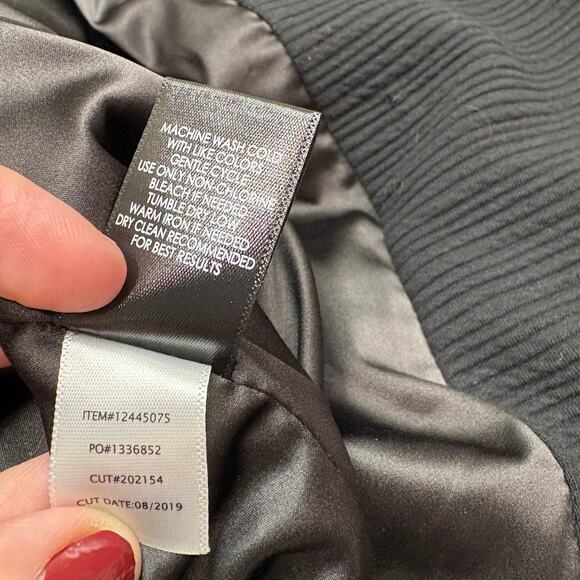 MACHINE WASH COLD
WITH LIKE COLORS
GENTLE CYCLE
USE ONLY NON-CHLORINE
BLEACH IF NEEDED
TUMBLE DRY LOW
WARM IRON IF NEEDED
DRY CLEAN RECOMMENDED
FOR BEST RESULTS
ITEM#12445075
PO#1336852
CUT#202154
CUT DATE:08/2019